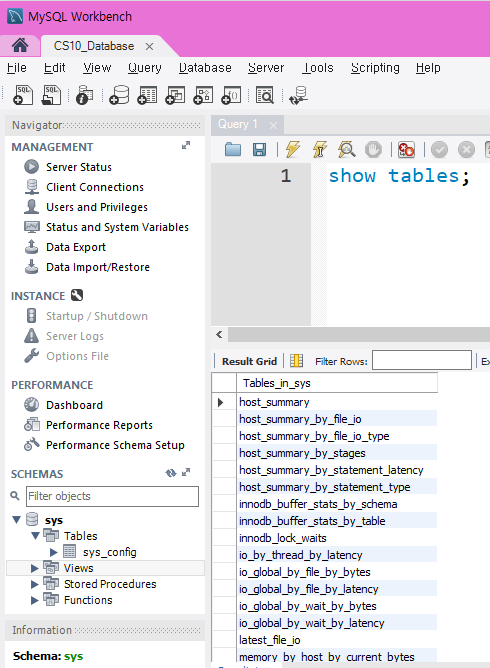 MySQL Workbench
CS10_Database
File Edit View Query Database Server Tools Scripting Help
Navigator
MANAGEMENT
Server Status
Client Connections
Users and Privileges
Status and System Variables
Data Export
Data Import/Restore
INSTANCE
Startup / Shutdown
Server Logs
Options File
PERFORMANCE
Dashboard
Performance Reports
Performance Schema Setup
SCHEMAS
Filter objects
sys
Tables
sys_config
Views
Stored Procedures
Functions
Information
Schema: sys
Query 1
1 show tables;
Result Grid Filter Rows:
Tables_in_sys
host_summary
host_summary_by_file_io
host_summary_by_file_io_type
host_summary_by_stages
host_summary_by_statement_latency
host_summary_by_statement_type
innodb_buffer_stats_by_schema
innodb_buffer_stats_by_table
innodb_lock_waits
io_by_thread_by_latency
io_global_by_file_by_bytes
io_global_by_file_by_latency
io_global_by_wait_by_bytes
io_global_by_wait_by_latency
latest_file_io
memory_by_host_by_current_bytes